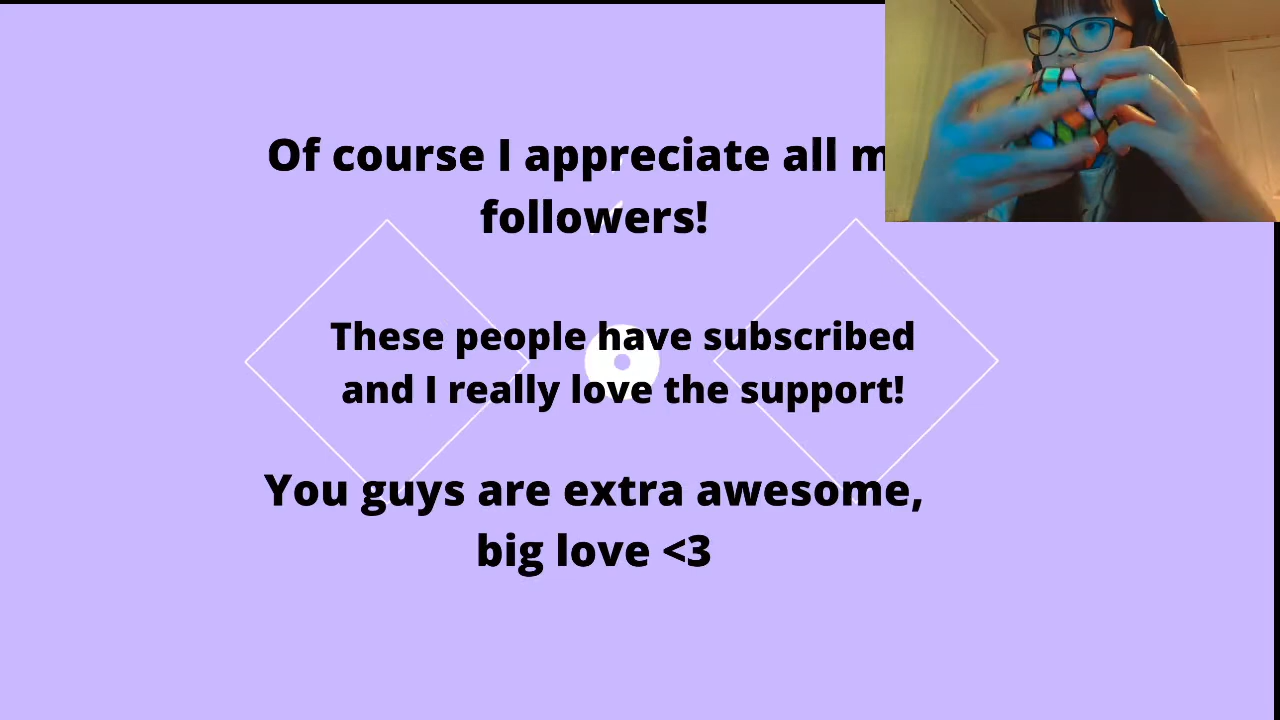 Of course I appreciate all m
followers!
These people have subscribed
and I really love the support!
You guys are extra awesome,
big love <3